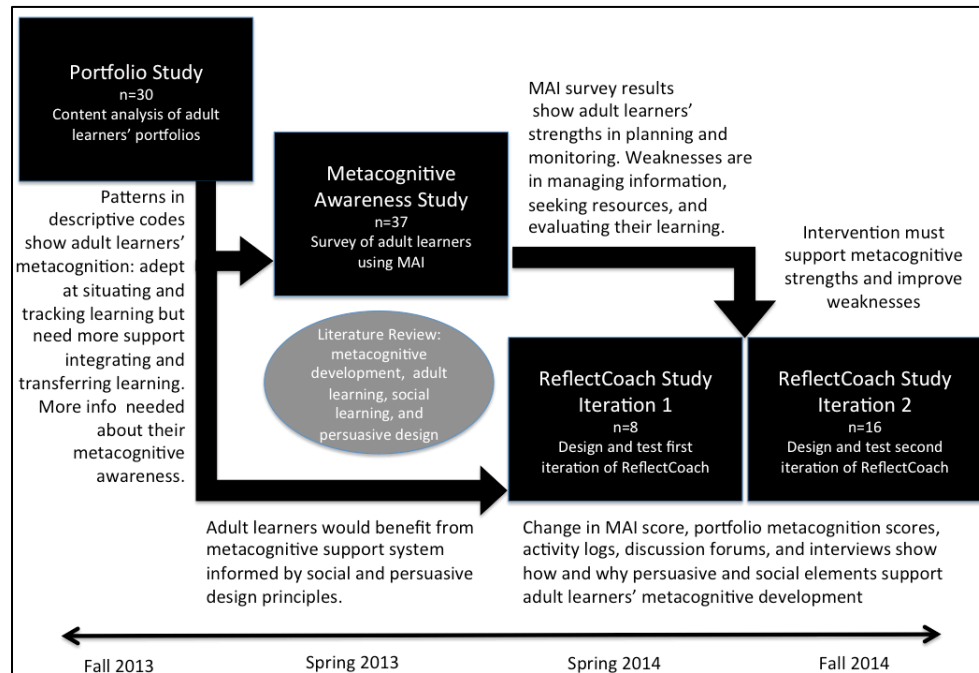 Portfolio Study
n=30
Content analysis of adult
learners' portfolios
Patterns in
descriptive codes
show adult learners'
metacognition: adept
at situating and
tracking learning but
need more support
integrating and
transferring learning.
More info needed
about their
metacognitive
awareness.
Metacognitive
Awareness Study
n=37
Survey of adult learners
using MAI
Literature Review:
metacognitive
development, adult
learning, social
learning, and
persuasive design
MAI survey results
show adult learners'
strengths in planning and
monitoring. Weaknesses are
in managing information,
seeking resources, and
evaluating their learning.
Intervention must
support metacognitive
strengths and improve
weaknesses
ReflectCoach Study
Iteration 1
n=8
Design and test first
iteration of ReflectCoach
ReflectCoach Study
Iteration 2
n=16
Design and test second
iteration of ReflectCoach
Adult learners would benefit from
metacognitive support system
informed by social and persuasive
design principles.
Change in MAI score, portfolio metacognition scores,
activity logs, discussion forums, and interviews show
how and why persuasive and social elements support
adult learners' metacognitive development
Fall 2013
Spring 2013
Spring 2014
Fall 2014